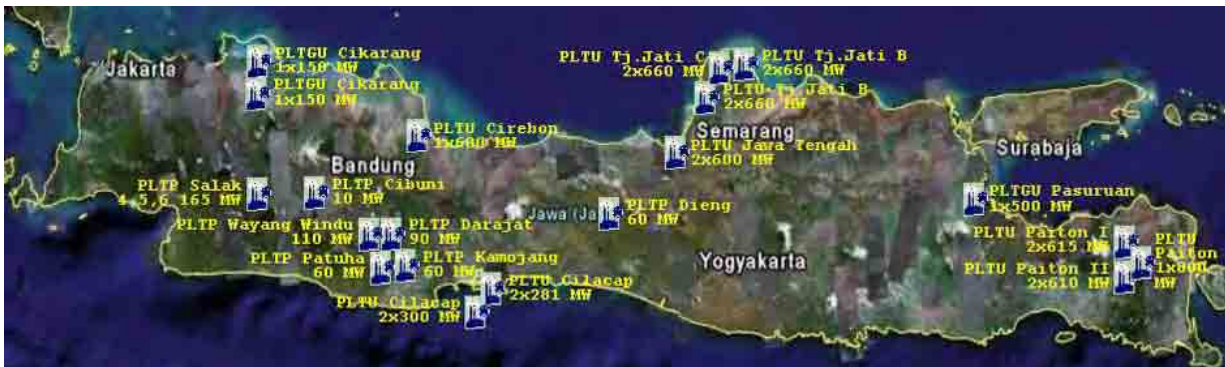 PLTGU Cikarang
1x150 MW
Jakarta
PLTGU Cikarang
1x150 MW
PLTU Tj.Jati C
2x660 MW
PLTU Tj.Jati B
2x660 MW
PLTU Tj.Jati B
2x660 MW
PLTU Cirebon
1x600 MW
Semarang
PLTU Jawa Tengah
2x600 MW
Surabaja
Bandung
PLTP Salak
4,5,6 165 MW
PLTP Cibuni
10 MW
PLTGU Pasuruan
1x500 MW
PLTP Dieng
60 MW
Jawa (Ja
PLTP Wayang Windu
110 MW
PLTP Darajat
90 MW
PLTU Paiton I
2x615 MW
PLTU
Paiton
1x800
MW
PLTP Patuha
60 MW
PLTP Kamojang
60 MW
Yogyakarta
PLTU Paiton II
2x610 MW
PLTU Cilacap
2x281 MW
PLTU Cilacap
2x300 MW